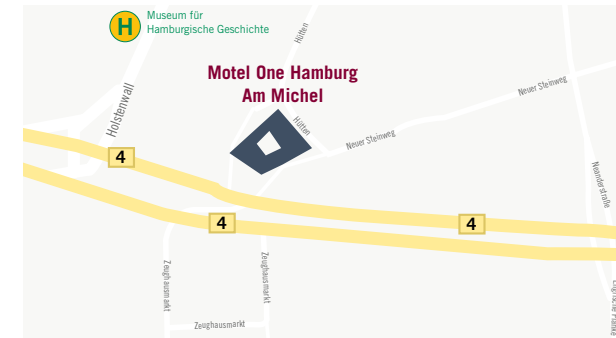 H
Museum für
Hamburgische Geschichte
Hütten
Motel One Hamburg
Am Michel
Holstenwall
Hütten
Neuer Steinweg
Neuer Steinweg
4
4
4
Neanderstraße
Zeughausmarkt
Zeughausmarkt
Zeughausmarkt